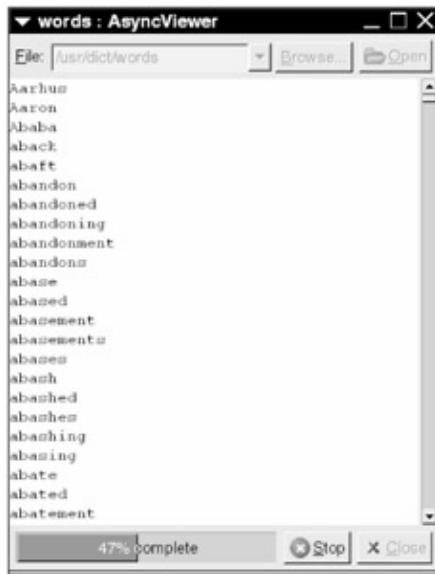 words : AsyncViewer
File: /usr/dict/words Browse... Open
Aarhus
Aaron
Ababa
aback
abaft
abandon
abandoned
abandoning
abandonment
abandons
abase
abased
abasement
abasements
abases
abash
abashed
abashes
abashing
abasing
abate
abated
abatement
47% complete Stop Close